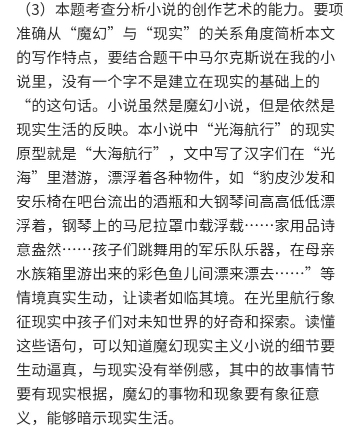 （3）本题考查分析小说的创作艺术的能力。要项
准确从“魔幻”与“现实”的关系角度简析本文
的写作特点，要结合题干中马尔克斯说在我的小
说里，没有一个字不是建立在现实的基础上的
“的这句话。小说虽然是魔幻小说，但是依然是
现实生活的反映。本小说中“光海航行”的现实
原型就是“大海航行”，文中写了汉字们在“光
海”里潜游，漂浮着各种物件，如“豹皮沙发和
安乐椅在吧台流出的酒瓶和大钢琴间高高低低漂
浮着，钢琴上的马尼拉罩巾载浮载……家用品诗
意盎然……孩子们跳舞用的军乐队乐器，在母亲
水族箱里游出来的彩色鱼儿间漂来漂去……”等
情境真实生动，让读者如临其境。在光里航行象
征现实中孩子们对未知世界的好奇和探索。读懂
这些语句，可以知道魔幻现实主义小说的细节要
生动逼真，与现实没有举例感，其中的故事情节
要有现实根据，魔幻的事物和现象要有象征意
义，能够暗示现实生活。